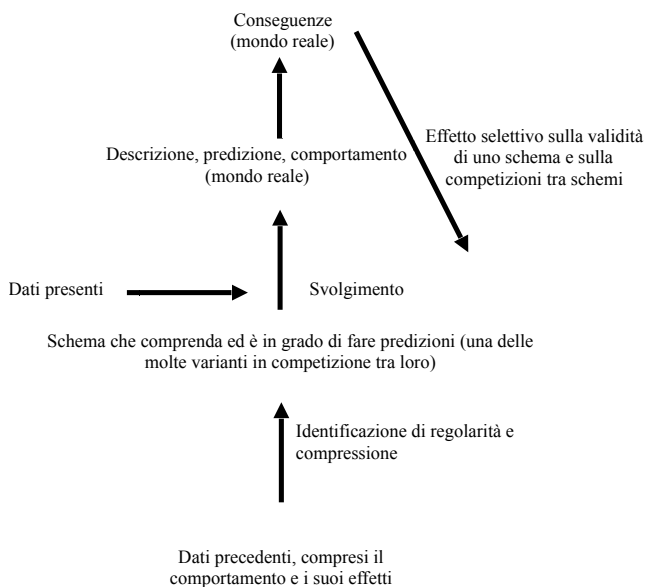 Conseguenze
(mondo reale)
Effetto selettivo sulla validità
di uno schema e sulla
competizioni tra schemi
Descrizione, predizione, comportamento
(mondo reale)
Dati presenti
Svolgimento
Schema che comprenda ed è in grado di fare predizioni (una delle
molte varianti in competizione tra loro)
Identificazione di regolarità e
compressione
Dati precedenti, compresi il
comportamento e i suoi effetti